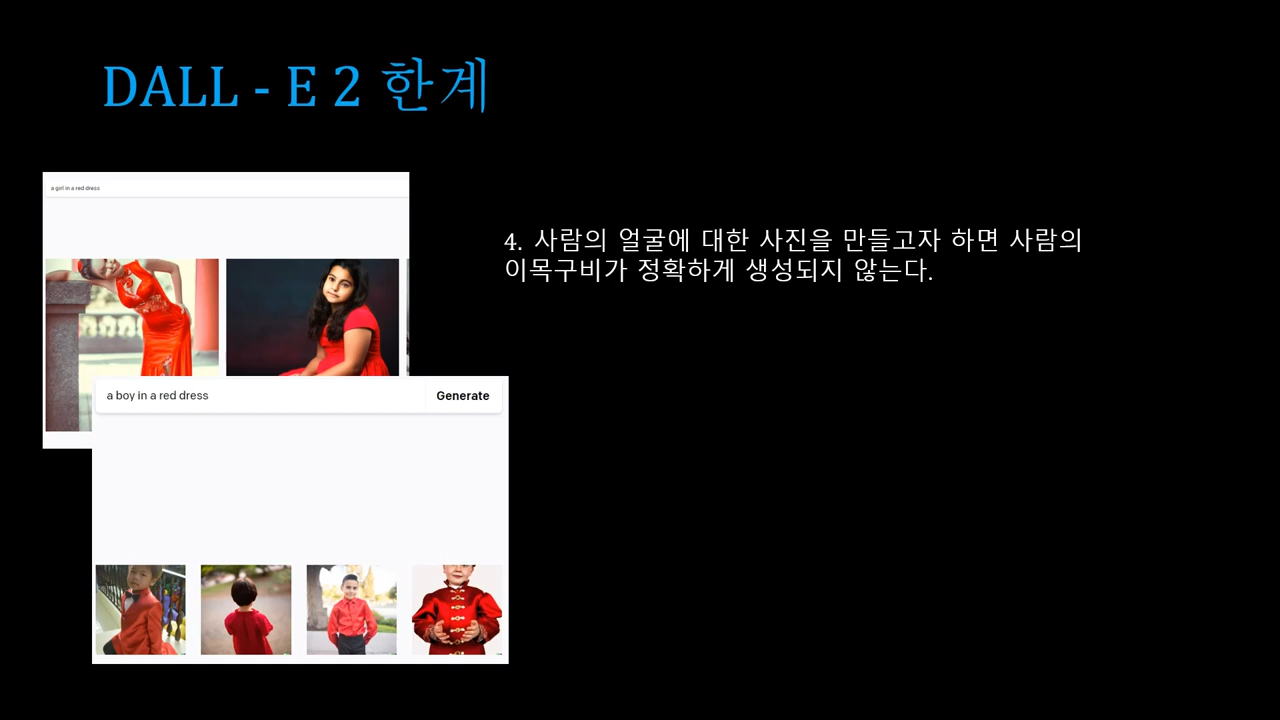 DALL - E 2 한계
a girl in a red dress
4. 사람의 얼굴에 대한 사진을 만들고자 하면 사람의
이목구비가 정확하게 생성되지 않는다.
a boy in a red dress
Generate